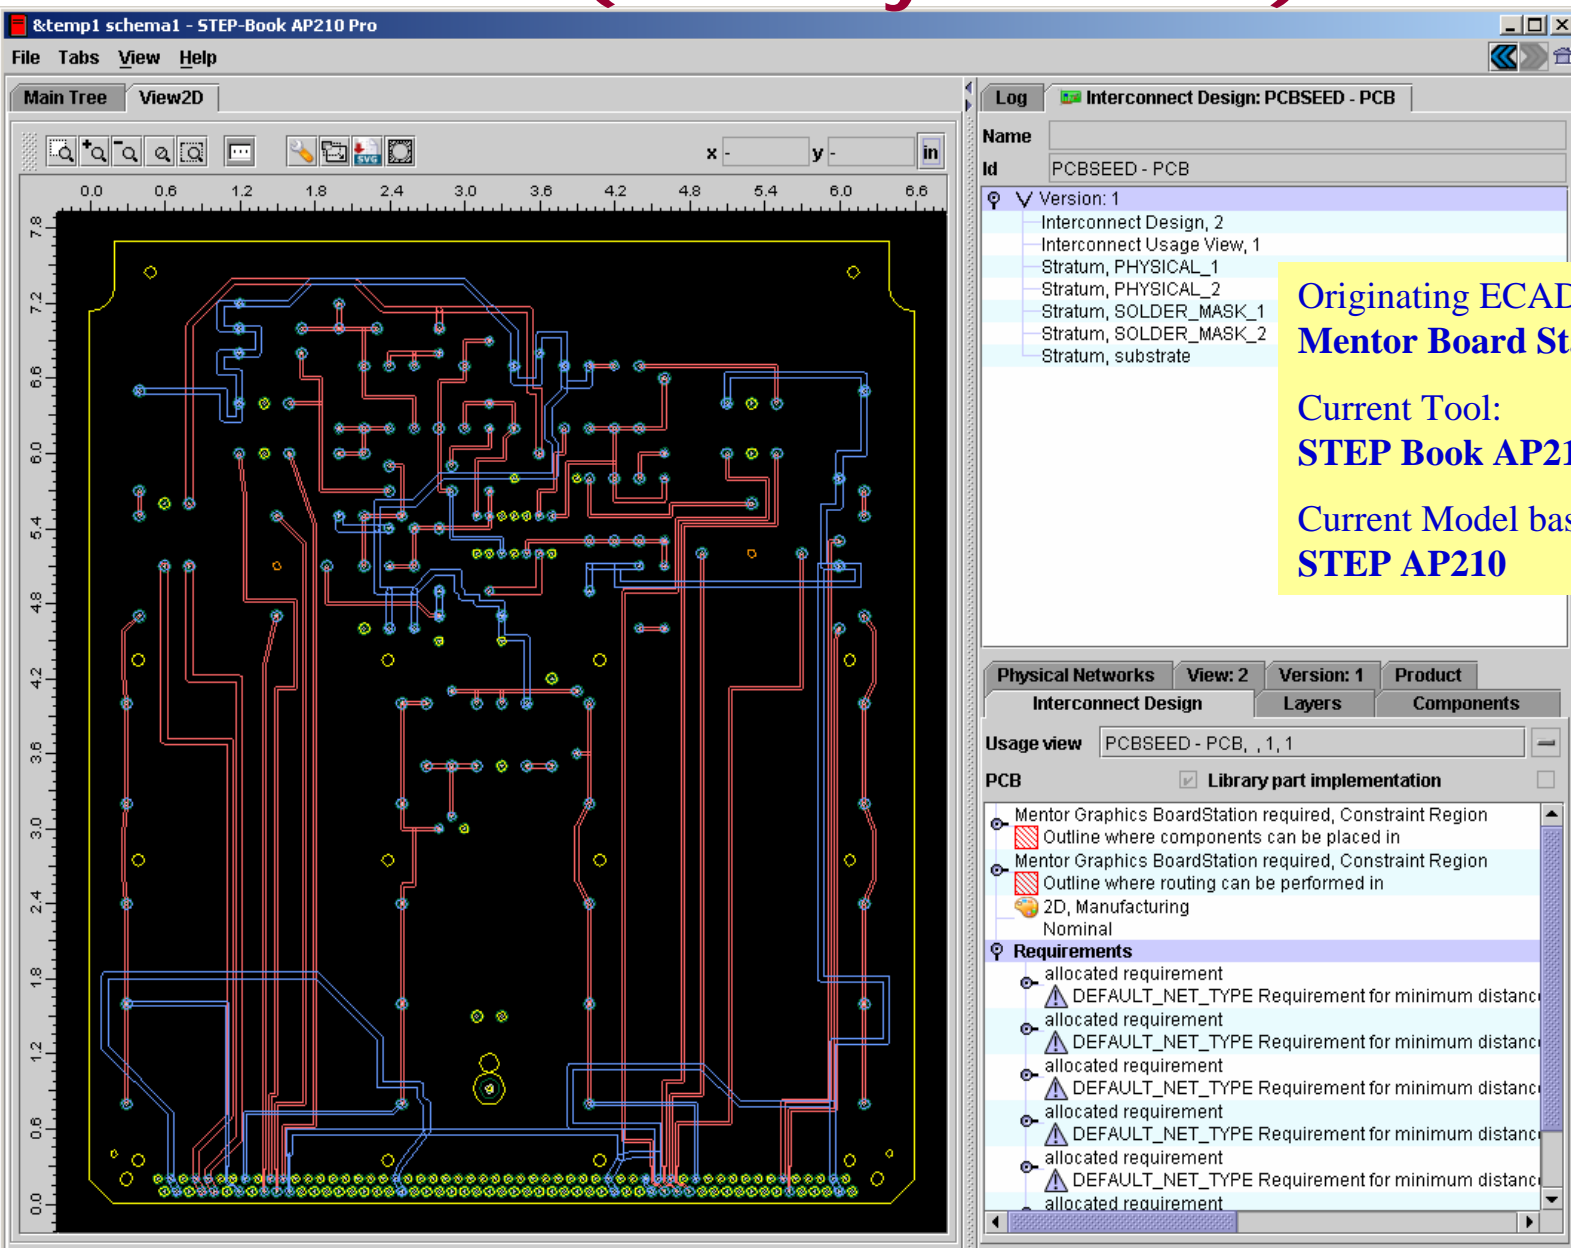 &temp1 schema1 - STEP-Book AP210 Pro
File Tabs View Help
Main Tree View2D
x - y - in
0.0 0.6 1.2 1.8 2.4 3.0 3.6 4.2 4.8 5.4 6.0 6.6
7.8
7.2
6.6
6.0
5.4
4.8
4.2
3.6
3.0
2.4
1.8
1.2
0.6
0.0
SVG
Log Interconnect Design: PCBSEED - PCB
Name
Id PCBSEED - PCB
Version: 1
Interconnect Design, 2
Interconnect Usage View, 1
Stratum, PHYSICAL_1
Stratum, PHYSICAL_2
Stratum, SOLDER_MASK_1
Stratum, SOLDER_MASK_2
Stratum, substrate
Originating ECAD
Mentor Board
Current Tool:
STEP Book
Current Model
STEP AP210
Physical Networks View: 2 Version: 1 Product
Interconnect Design Layers Components
Usage view PCBSEED - PCB, , 1, 1
PCB Library part implementation
Mentor Graphics BoardStation required, Constraint Region
Outline where components can be placed in
Mentor Graphics BoardStation required, Constraint Region
Outline where routing can be performed in
2D, Manufacturing
Nominal
Requirements
allocated requirement
DEFAULT_NET_TYPE Requirement for minimum distanc
allocated requirement
DEFAULT_NET_TYPE Requirement for minimum distanc
allocated requirement
DEFAULT_NET_TYPE Requirement for minimum distanc
allocated requirement
DEFAULT_NET_TYPE Requirement for minimum distanc
allocated requirement
DEFAULT_NET_TYPE Requirement for minimum distanc
allocated requirement